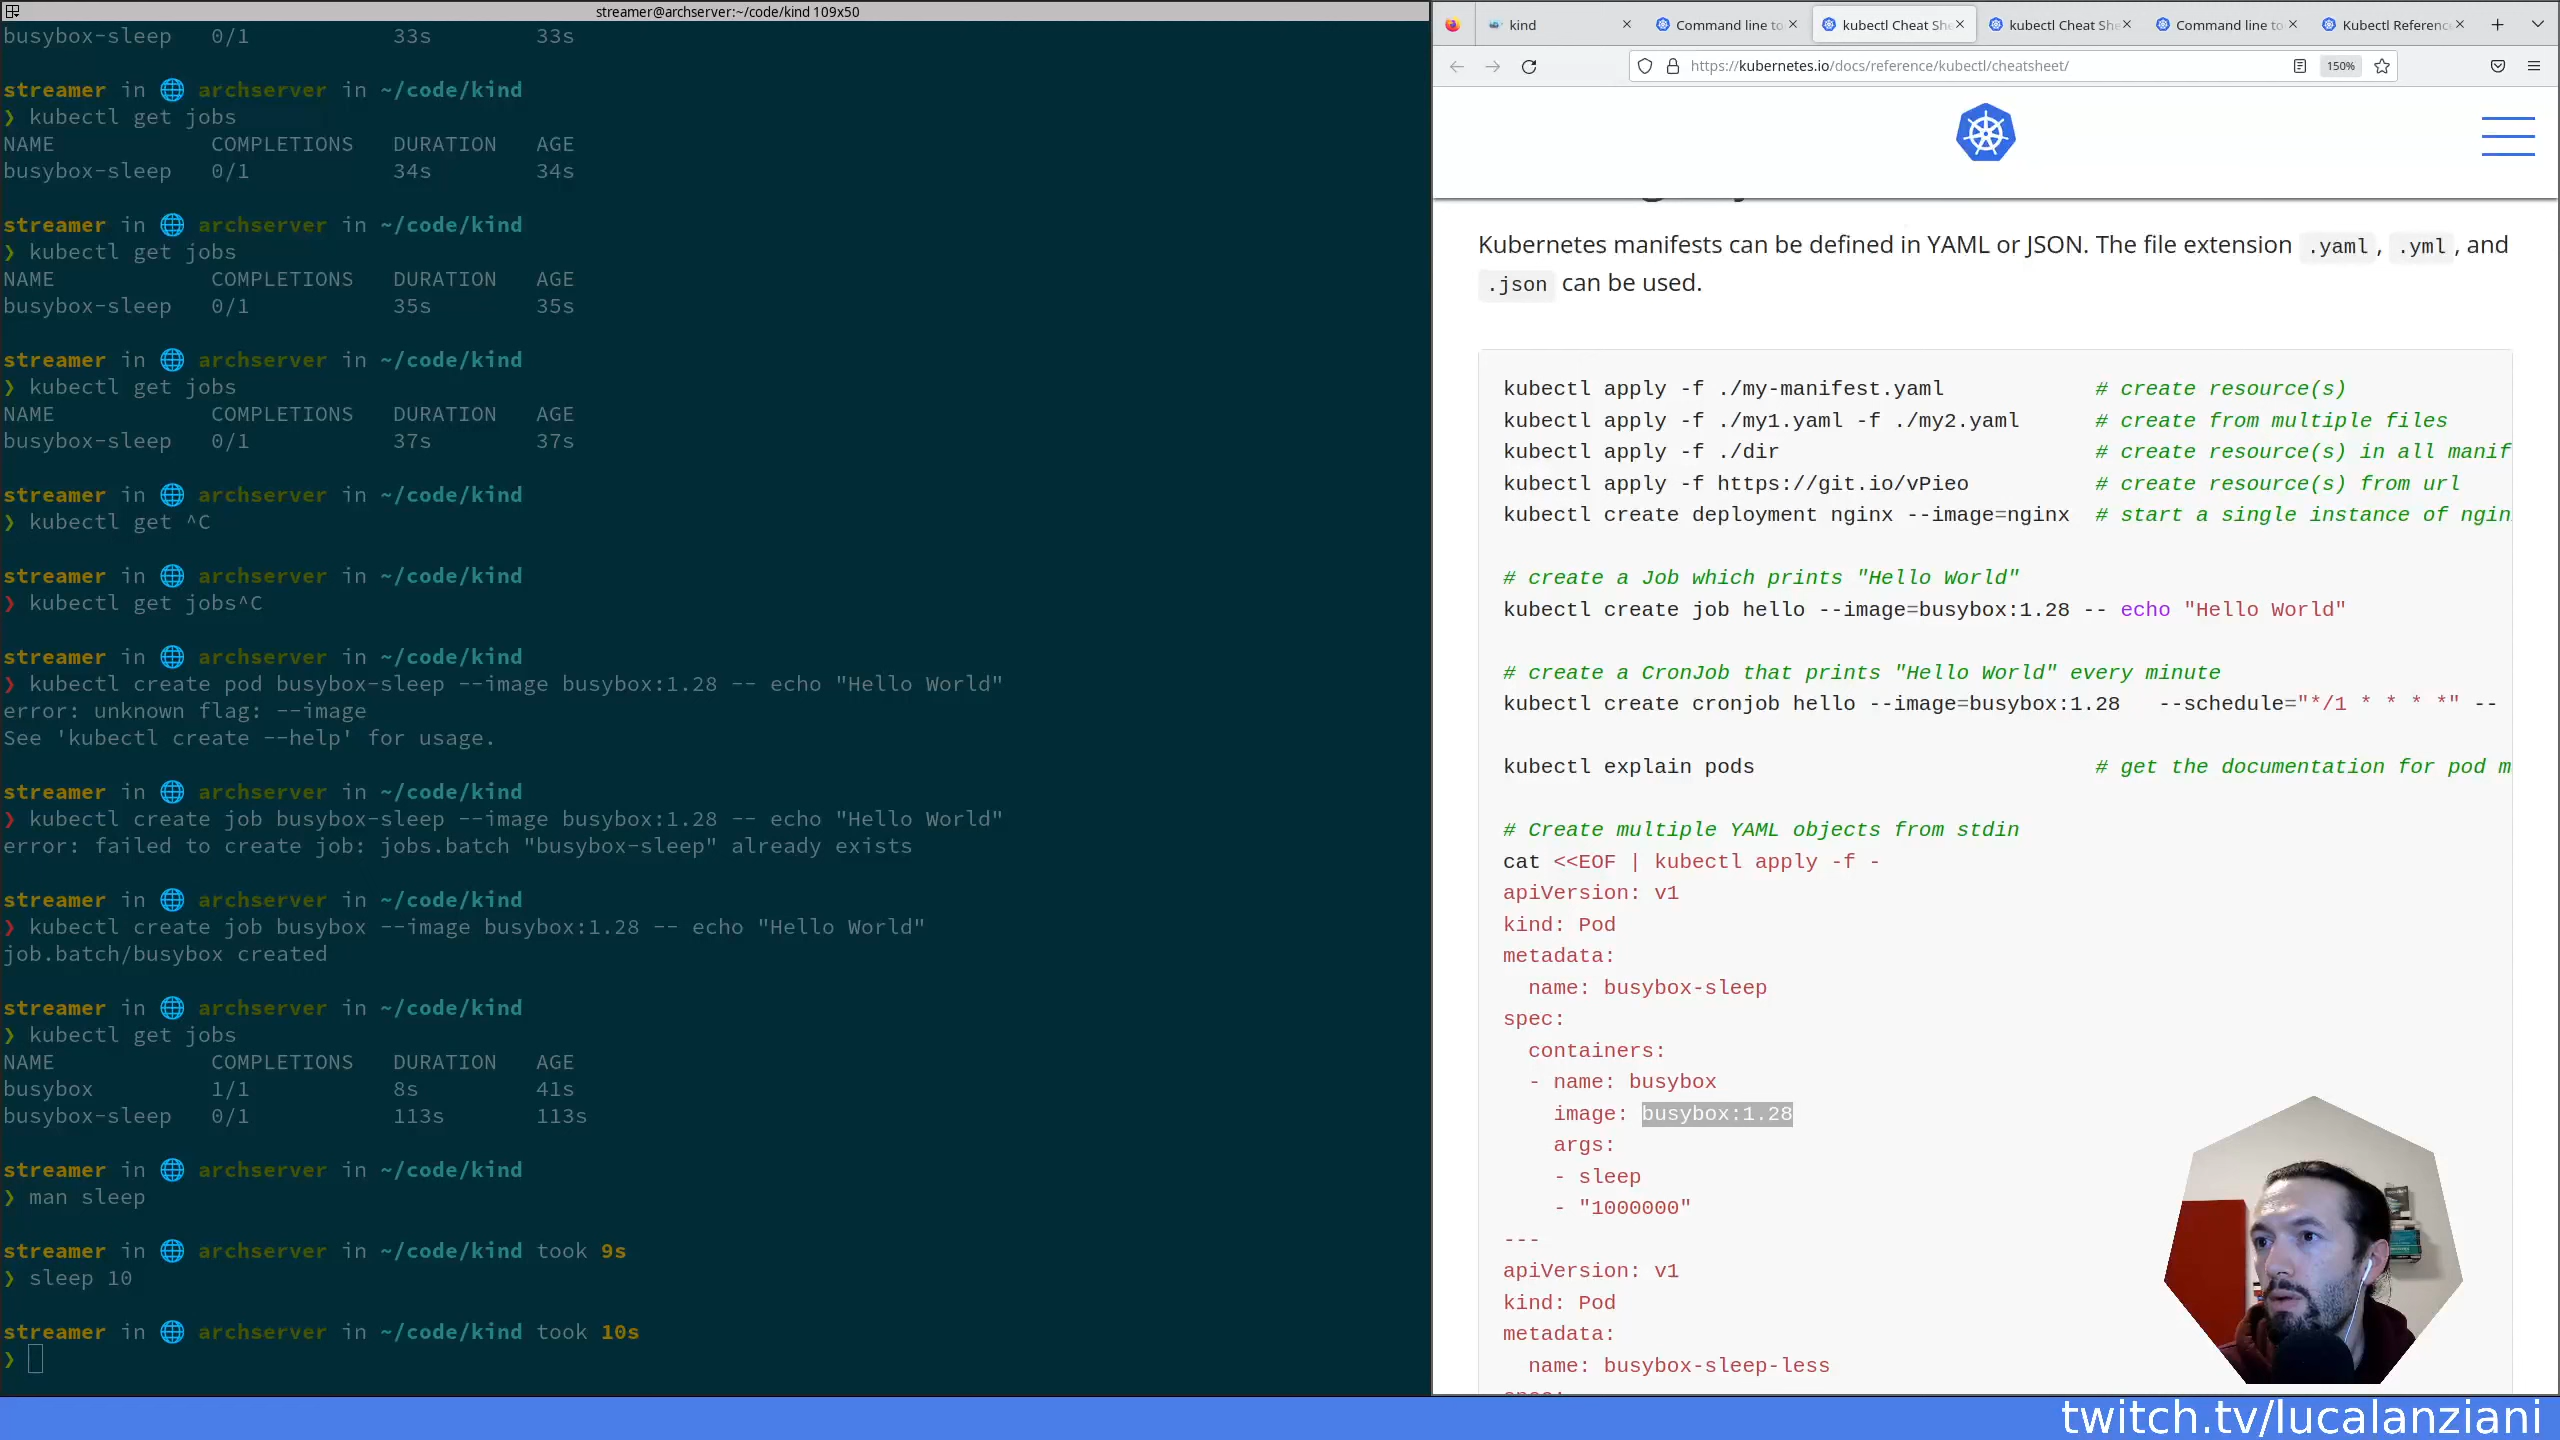 streamer@archserver:~/code/kind 109x50
busybox-sleep 0/1 33s 33s
streamer in archserver in ~/code/kind
❯ kubectl get jobs
NAME COMPLETIONS DURATION AGE
busybox-sleep 0/1 34s 34s
streamer in archserver in ~/code/kind
❯ kubectl get jobs
NAME COMPLETIONS DURATION AGE
busybox-sleep 0/1 35s 35s
streamer in archserver in ~/code/kind
❯ kubectl get jobs
NAME COMPLETIONS DURATION AGE
busybox-sleep 0/1 37s 37s
streamer in archserver in ~/code/kind
❯ kubectl get ^C
streamer in archserver in ~/code/kind
❯ kubectl get jobs^C
streamer in archserver in ~/code/kind
❯ kubectl create pod busybox-sleep --image busybox:1.28 -- echo "Hello World"
error: unknown flag: --image
See 'kubectl create --help' for usage.
streamer in archserver in ~/code/kind
❯ kubectl create job busybox-sleep --image busybox:1.28 -- echo "Hello World"
error: failed to create job: jobs.batch "busybox-sleep" already exists
streamer in archserver in ~/code/kind
❯ kubectl create job busybox --image busybox:1.28 -- echo "Hello World"
job.batch/busybox created
streamer in archserver in ~/code/kind
❯ kubectl get jobs
NAME COMPLETIONS DURATION AGE
busybox 1/1 8s 41s
busybox-sleep 0/1 113s 113s
streamer in archserver in ~/code/kind
❯ man sleep
streamer in archserver in ~/code/kind took 9s
❯ sleep 10
streamer in archserver in ~/code/kind took 10s
❯
kind
Command line to
kubectl Cheat She
kubectl Cheat She
Command line to
Kubectl Referenc
https://kubernetes.io/docs/reference/kubectl/cheatsheet/
150%
Kubernetes manifests can be defined in YAML or JSON. The file extension .yaml, .yml, and
.json can be used.
kubectl apply -f ./my-manifest.yaml # create resource(s)
kubectl apply -f ./my1.yaml -f ./my2.yaml # create from multiple files
kubectl apply -f ./dir # create resource(s) in all manif
kubectl apply -f https://git.io/vPieo # create resource(s) from url
kubectl create deployment nginx --image=nginx # start a single instance of ngin
# create a Job which prints "Hello World"
kubectl create job hello --image=busybox:1.28 -- echo "Hello World"
# create a CronJob that prints "Hello World" every minute
kubectl create cronjob hello --image=busybox:1.28 --schedule="*/1 * * * *" --
kubectl explain pods # get the documentation for pod m
# Create multiple YAML objects from stdin
cat <<EOF | kubectl apply -f -
apiVersion: v1
kind: Pod
metadata:
name: busybox-sleep
spec:
containers:
- name: busybox
image: busybox:1.28
args:
- sleep
- "1000000"
---
apiVersion: v1
kind: Pod
metadata:
name: busybox-sleep-less
twitch.tv/lucalanziani